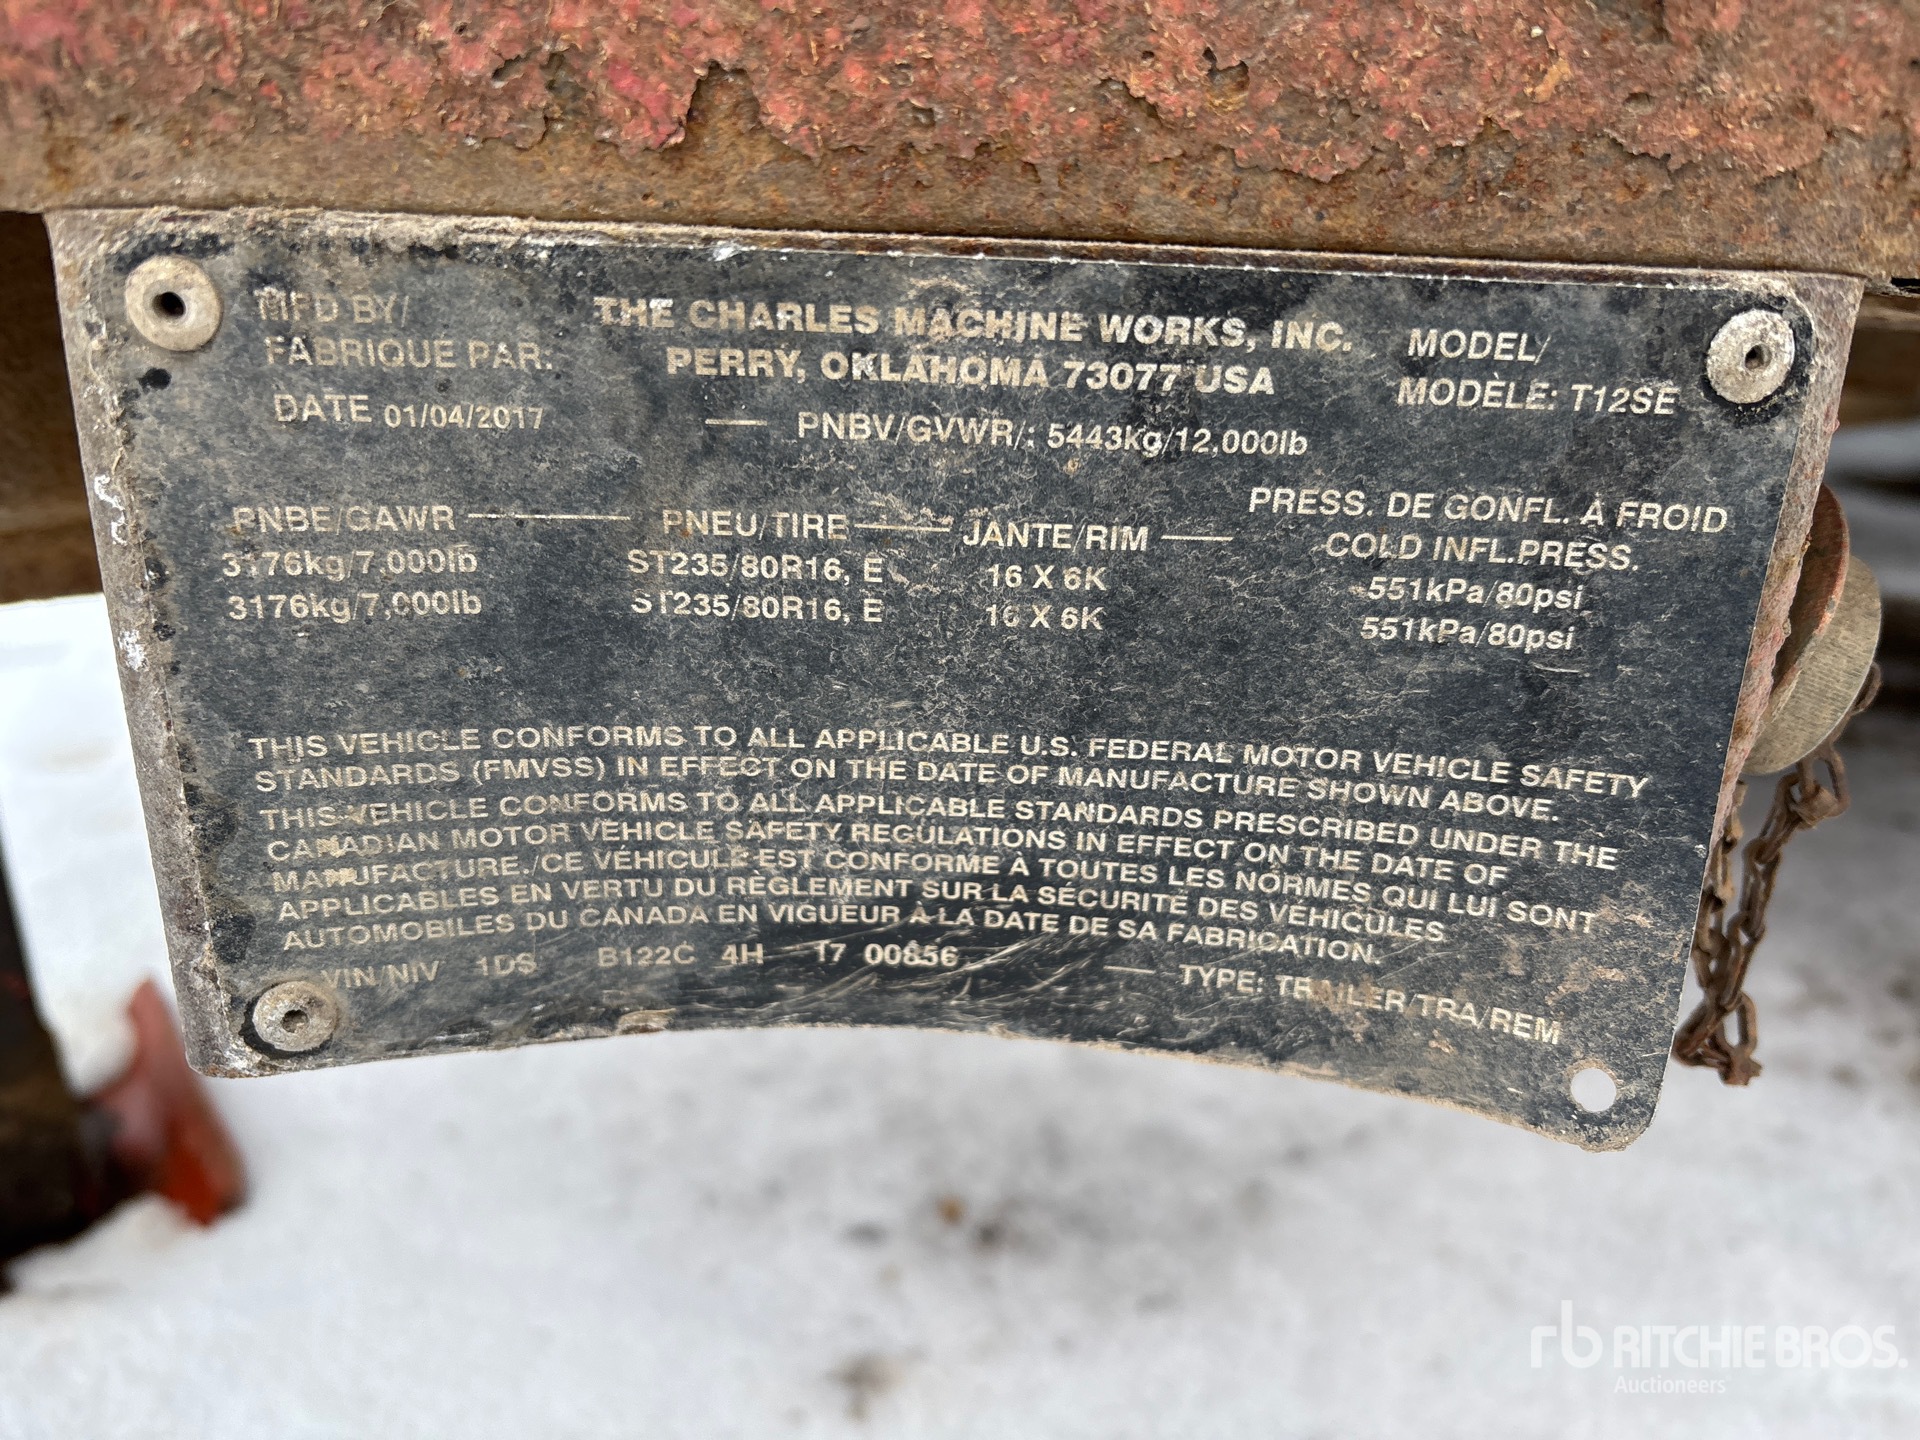 MFD BY/
FABRIQUE PAR:
THE CHARLES MACHINE WORKS, INC.
PERRY, OKLAHOMA 73077 USA
MODEL/
MODÈLE: T12SE
DATE 01/04/2017
— PNBV/GVWR/: 5443kg/12,000lb
PNBE/GAWR — PNEU/TIRE — JANTE/RIM — PRESS. DE GONFL. À FROID
COLD INFL.PRESS.
3176kg/7,000lb ST235/80R16, E 16 X 6K 551kPa/80psi
3176kg/7,000lb ST235/80R16, E 16 X 6K 551kPa/80psi
THIS VEHICLE CONFORMS TO ALL APPLICABLE U.S. FEDERAL MOTOR VEHICLE SAFETY
STANDARDS (FMVSS) IN EFFECT ON THE DATE OF MANUFACTURE SHOWN ABOVE.
THIS VEHICLE CONFORMS TO ALL APPLICABLE STANDARDS PRESCRIBED UNDER THE
CANADIAN MOTOR VEHICLE SAFETY REGULATIONS IN EFFECT ON THE DATE OF
MANUFACTURE./CE VÉHICULE EST CONFORME À TOUTES LES NORMES QUI LUI SONT
APPLICABLES EN VERTU DU RÈGLEMENT SUR LA SÉCURITÉ DES VÉHICULES
AUTOMOBILES DU CANADA EN VIGUEUR À LA DATE DE SA FABRICATION.
VIN/NIV 1DS B122C 4H 17 00856 — TYPE: TRAILER/TRA/REM
rb RITCHIE BROS.
Auctioneers